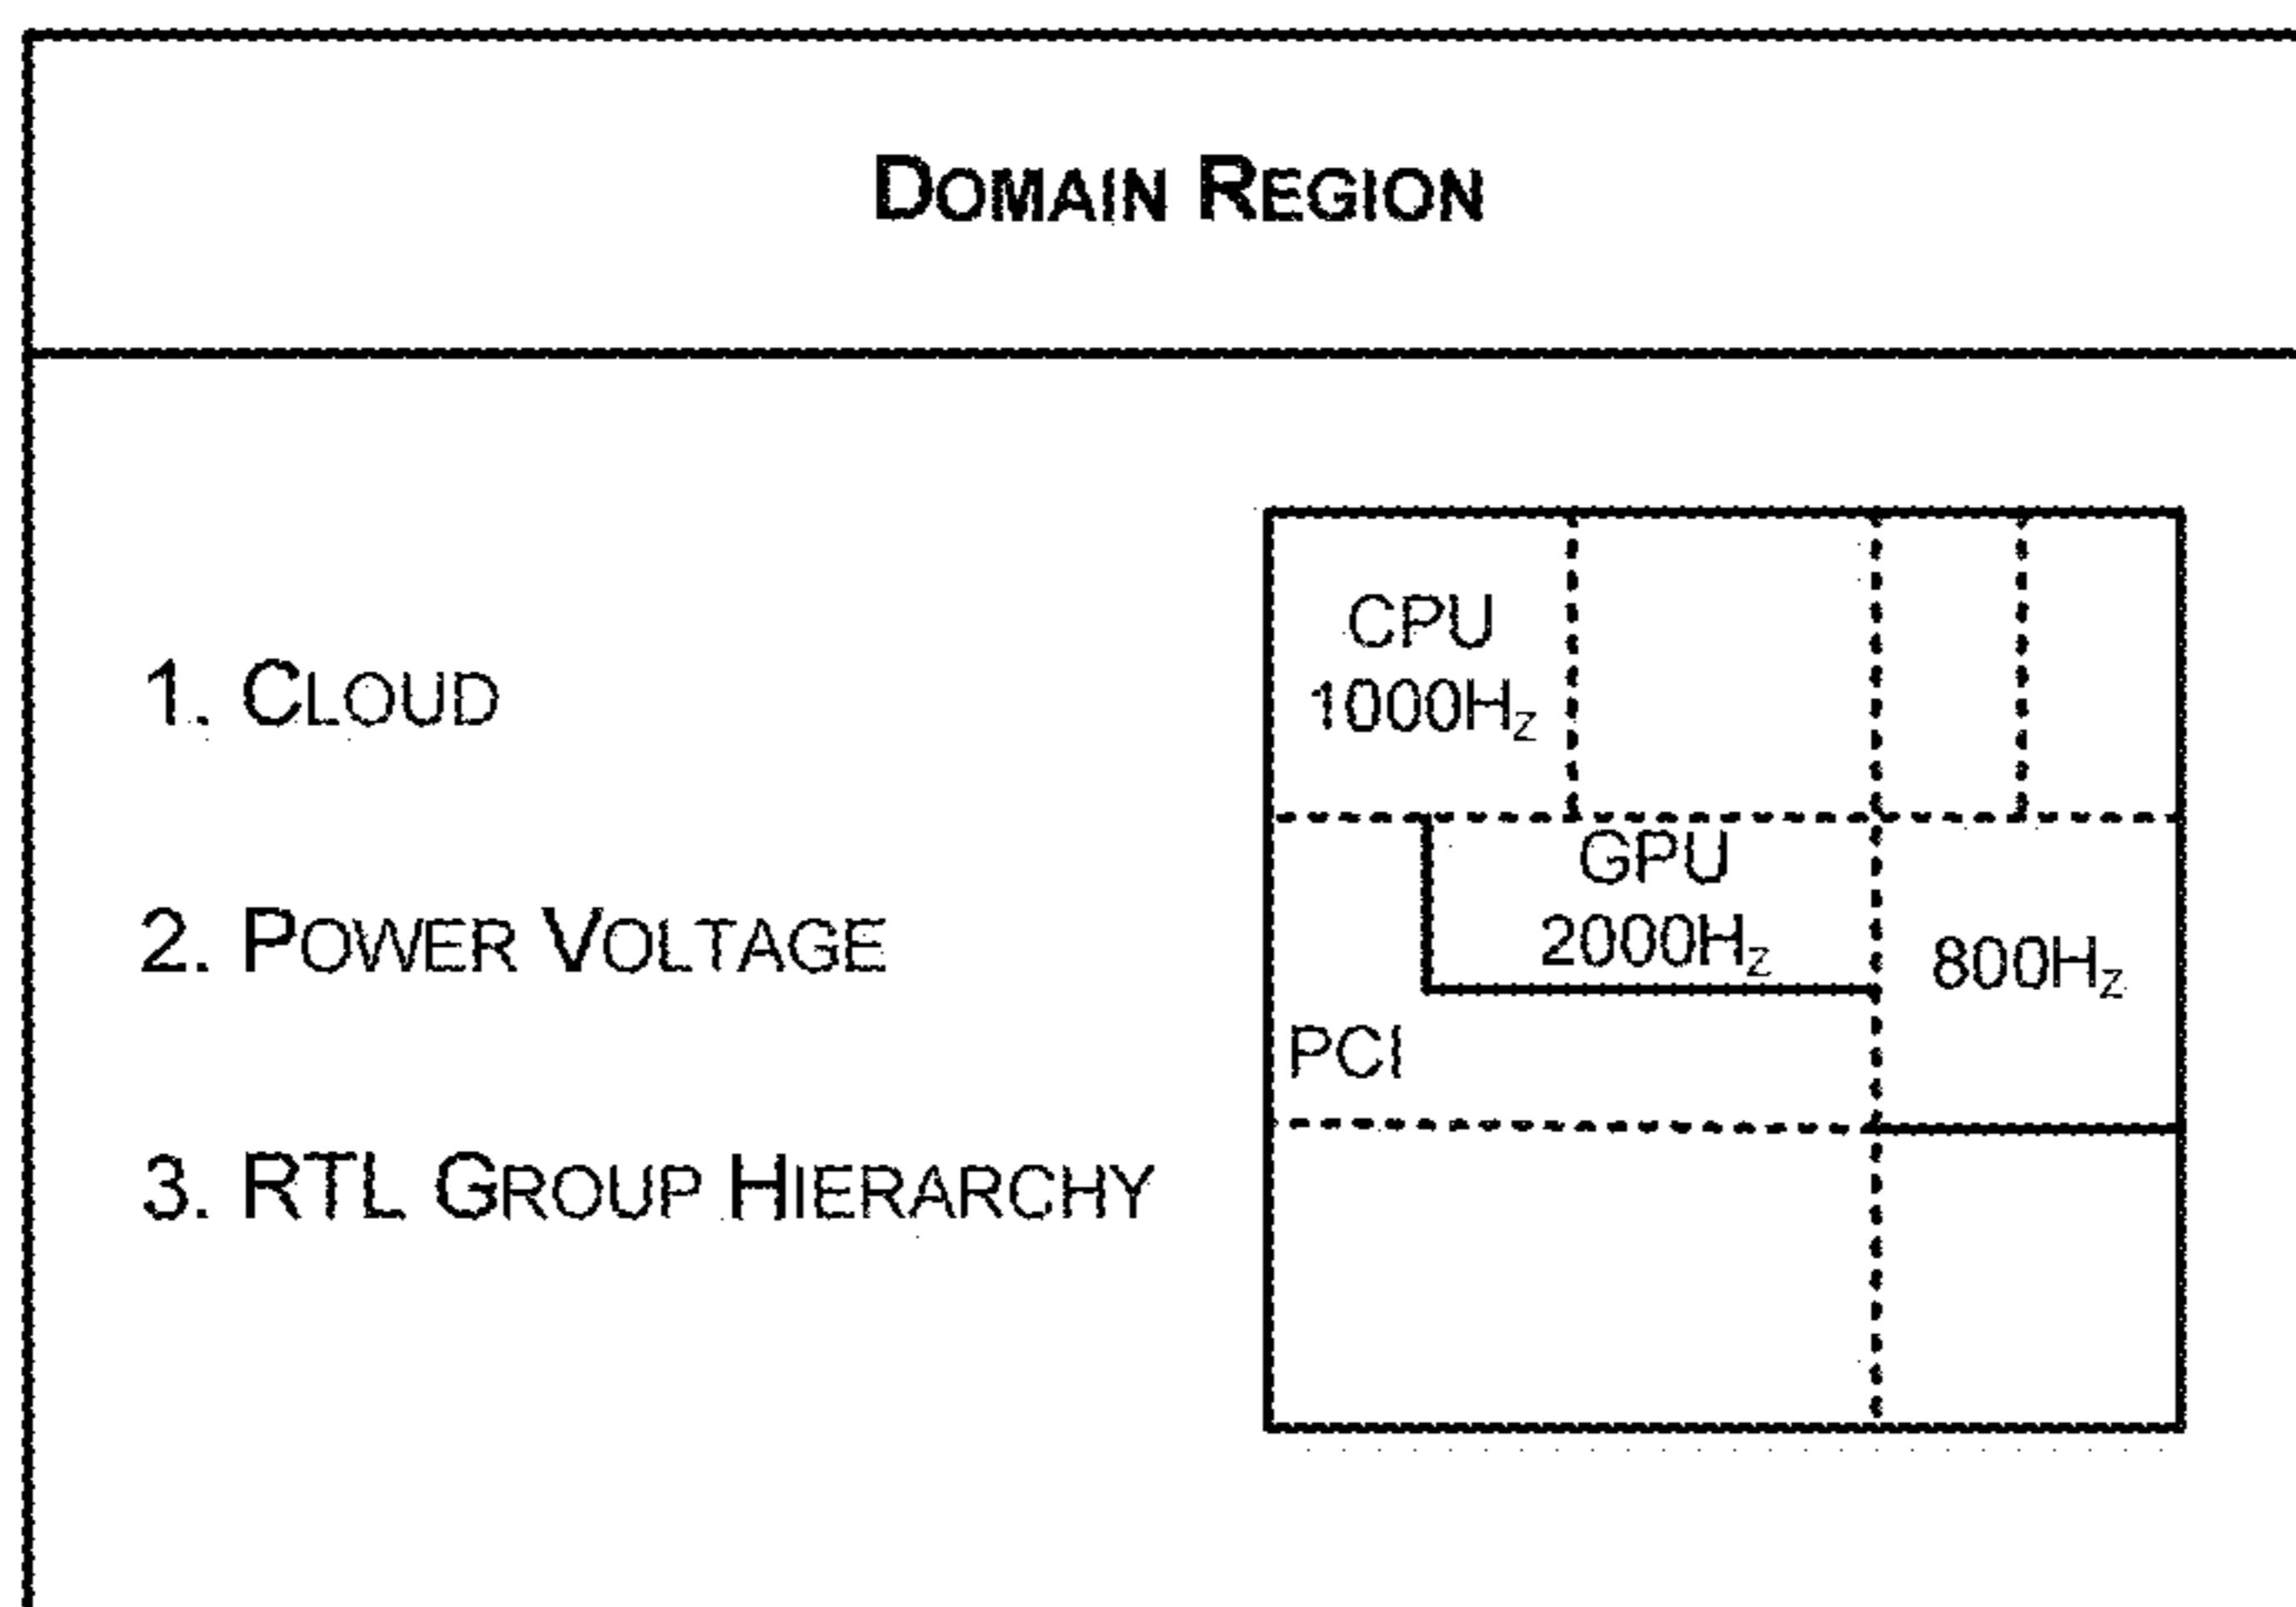 DOMAIN REGION
1. CLOUD
2. POWER VOLTAGE
3. RTL GROUP HIERARCHY
CPU
1000Hz
GPU
2000Hz
800Hz
PCI